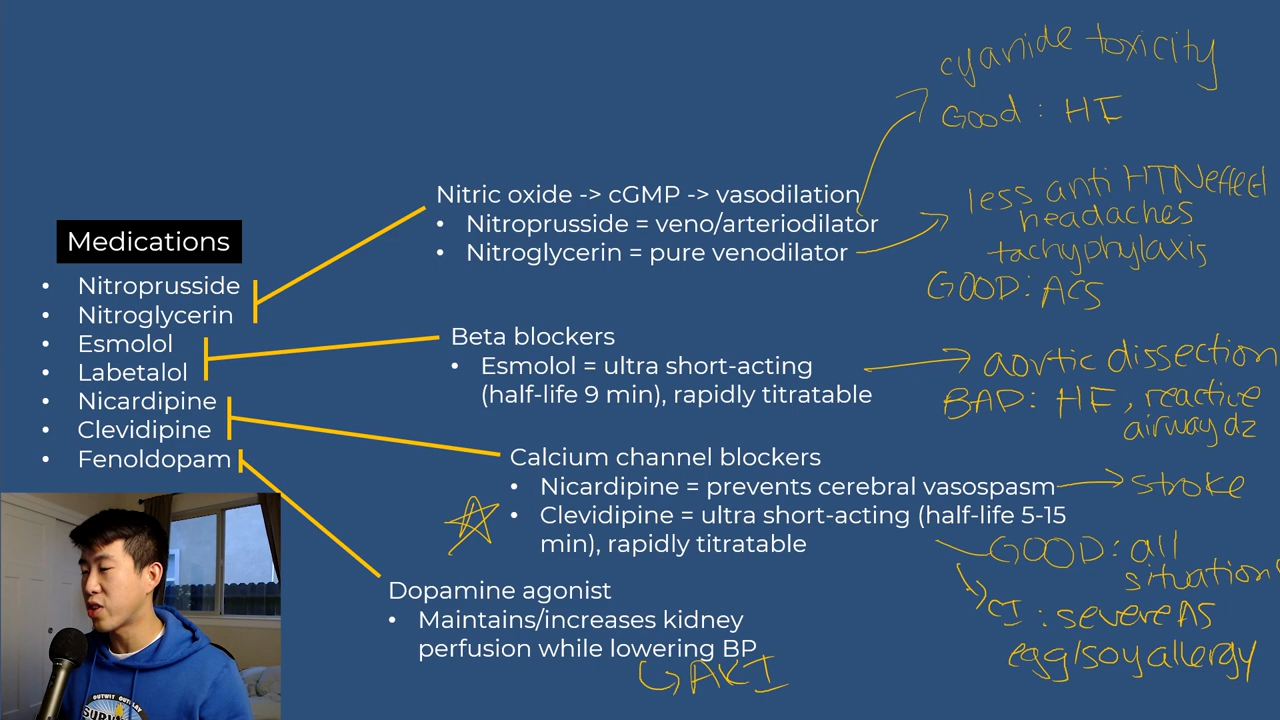 cyanide toxicity
Good : HF
Nitric oxide -> cGMP -> vasodilation
• Nitroprusside = veno/arteriodilator
• Nitroglycerin = pure venodilator
less anti HTN effect
headaches
tachyphylaxis
GOOD: ACS
Medications
• Nitroprusside
• Nitroglycerin
• Esmolol
• Labetalol
• Nicardipine
• Clevidipine
• Fenoldopam
Beta blockers
• Esmolol = ultra short-acting
(half-life 9 min), rapidly titratable
aortic dissection
BAD: HF, reactive
airway dz
Calcium channel blockers
• Nicardipine = prevents cerebral vasospasm
stroke
• Clevidipine = ultra short-acting (half-life 5-15
min), rapidly titratable
GOOD: all
situations
CI: severe AS
egg/soy allergy
Dopamine agonist
• Maintains/increases kidney
perfusion while lowering BP
AKI
OUTWIT OUTPLAY
SURV